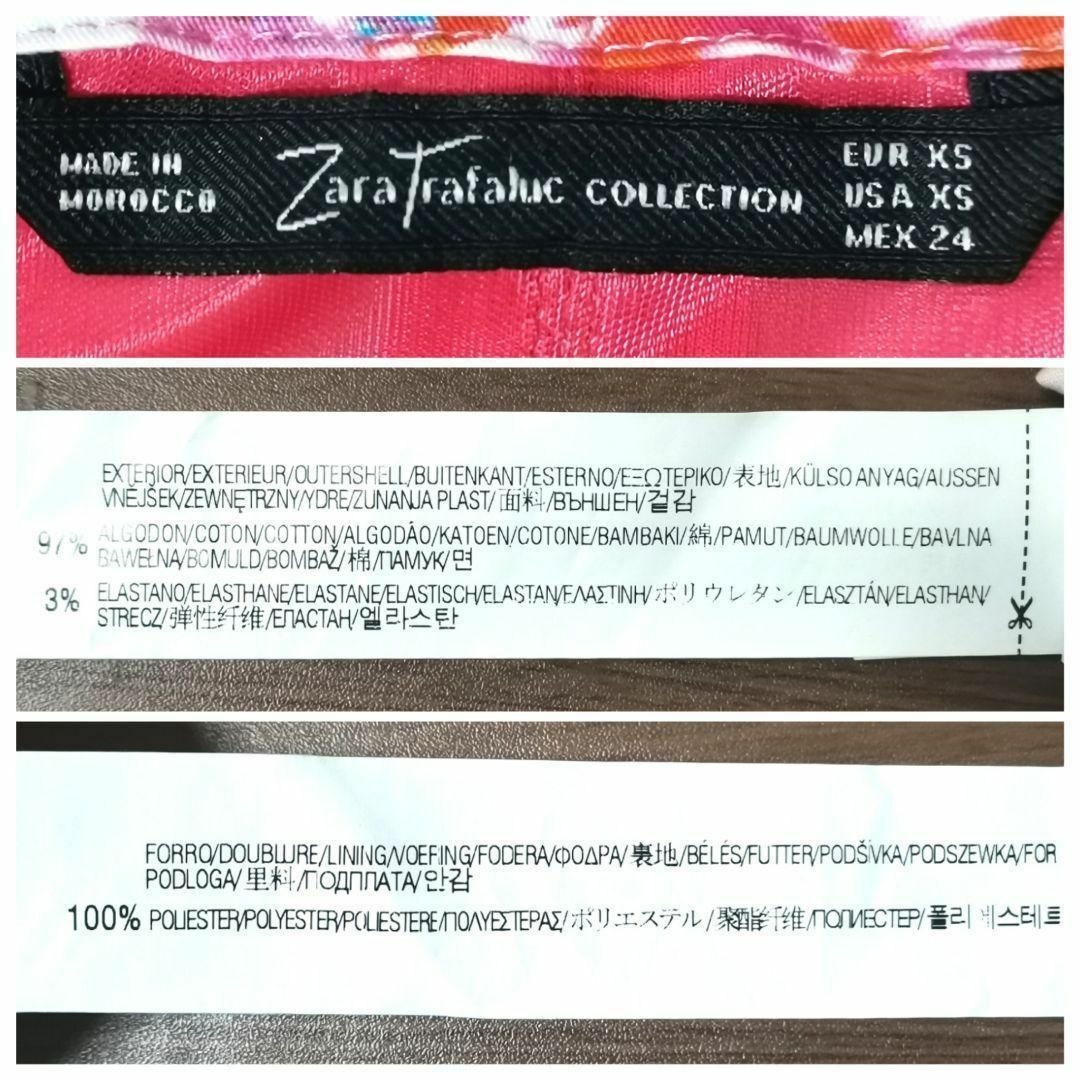 MADE IN
MOROCCO
Zara Trafaluc COLLECTION
EUR XS
USA XS
MEX 24
EXTERIOR/EXTERIEUR/OUTERSHELL/BUITENKANT/ESTERNO/ΕΞΩΤΕΡΙΚΟ/表地/KÜLSO ANYAG/AUSSEN
VNĚJŠEK/ZEWNĘTRZNY/YDRE/ZUNANJA PLAST/面料/ВЪНШЕН/겉감
97% ALGODON/COTON/COTTON/ALGODÃO/KATOEN/COTONE/BAMBAKI/綿/PAMUT/BAUMWOLLE/BAVLNA
BAWEŁNA/BOMULD/BOMBAŽ/棉/ПАМУК/면
3% ELASTANO/ELASTHANE/ELASTANE/ELASTISCH/ELASTAN/ΕΛΑΣΤΙΝΗ/ポリウレタン/ELASZTÁN/ELASTHAN/
STRECZ/弹性纤维/ЕПАСТАН/엘라스탄
FORRO/DOUBLURE/LINING/VOEFING/FODERA/ΦΟΔΡΑ/裏地/BÉLÉS/FUTTER/PODŠÍVKA/PODSZEWKA/FOR
PODLOGA/里料/ПОДПЛАТА/안감
100% POLIESTER/POLYESTER/POLIESTERE/ΠΟΛΥΕΣΤΕΡΑΣ/ポリエステル/聚酯纤维/ПОЛИЕСТЕР/폴리에스테르